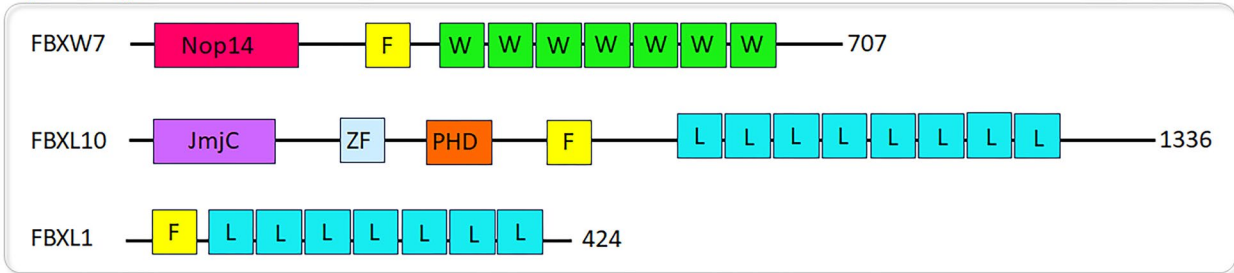 FBXW7 Nop14 F W W W W W W W 707
FBXL10 JmjC ZF PHD F L L L L L L L L 1336
FBXL1 F L L L L L L L 424